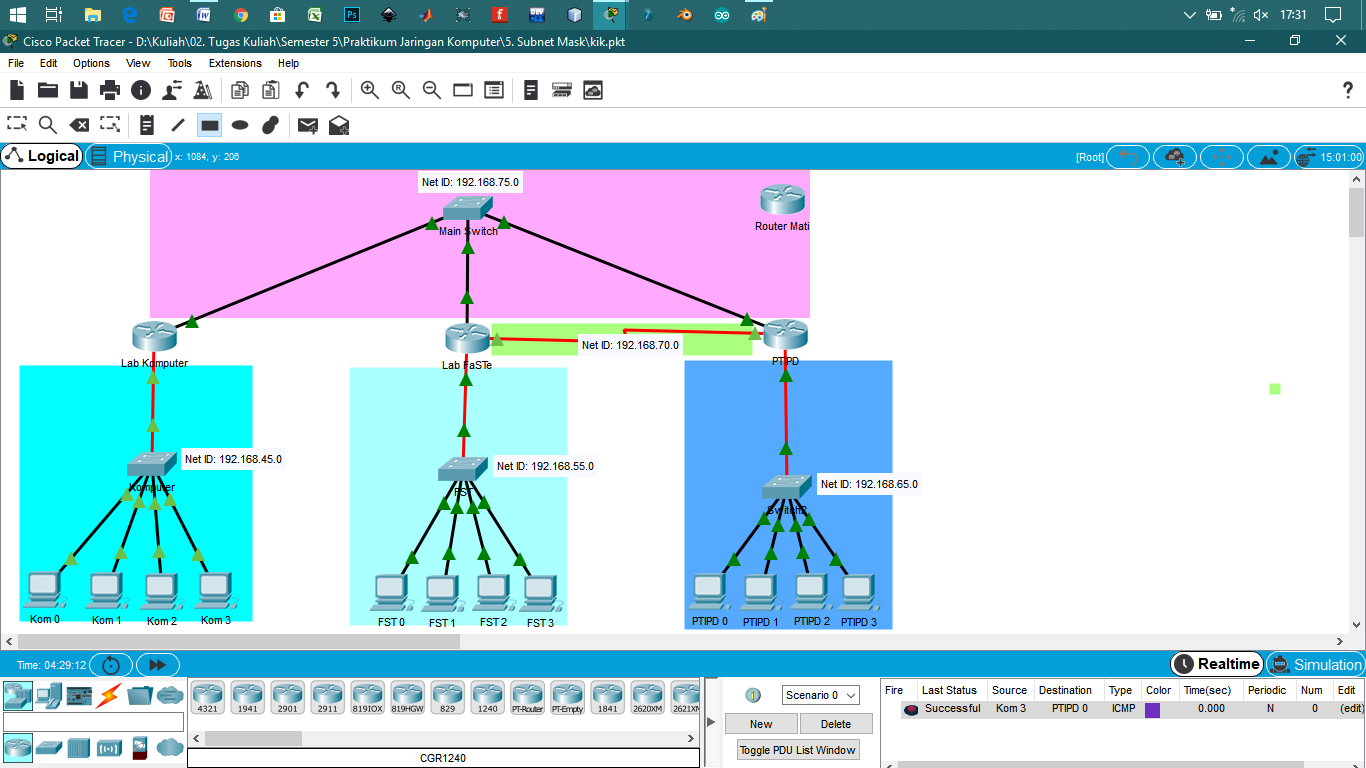 17:31
Cisco Packet Tracer - D:\Kuliah\02. Tugas Kuliah\Semester 5\Praktikum Jaringan Komputer\5. Subnet Mask\kik.pkt
File Edit Options View Tools Extensions Help
Logical Physical x: 1084, y: 206 [Root] 15:01:00
Net ID: 192.168.75.0
Main Switch
Router Mati
Net ID: 192.168.70.0
Lab Komputer
Lab FaSTe
PTIPD
Net ID: 192.168.45.0
Net ID: 192.168.55.0
Net ID: 192.168.65.0
Komputer
FST
Switch2
Kom 0 Kom 1 Kom 2 Kom 3
FST 0 FST 1 FST 2 FST 3
PTIPD 0 PTIPD 1 PTIPD 2 PTIPD 3
Time: 04:29:12 Realtime Simulation
4321 1941 2901 2911 819IOX 819HGW 829 1240 PT-Router PT-Empty 1841 2620XM 2621XM
CGR1240
Scenario 0
New Delete
Toggle PDU List Window
Fire Last Status Source Destination Type Color Time(sec) Periodic Num Edit
Successful Kom 3 PTIPD 0 ICMP 0.000 N 0 (edit)